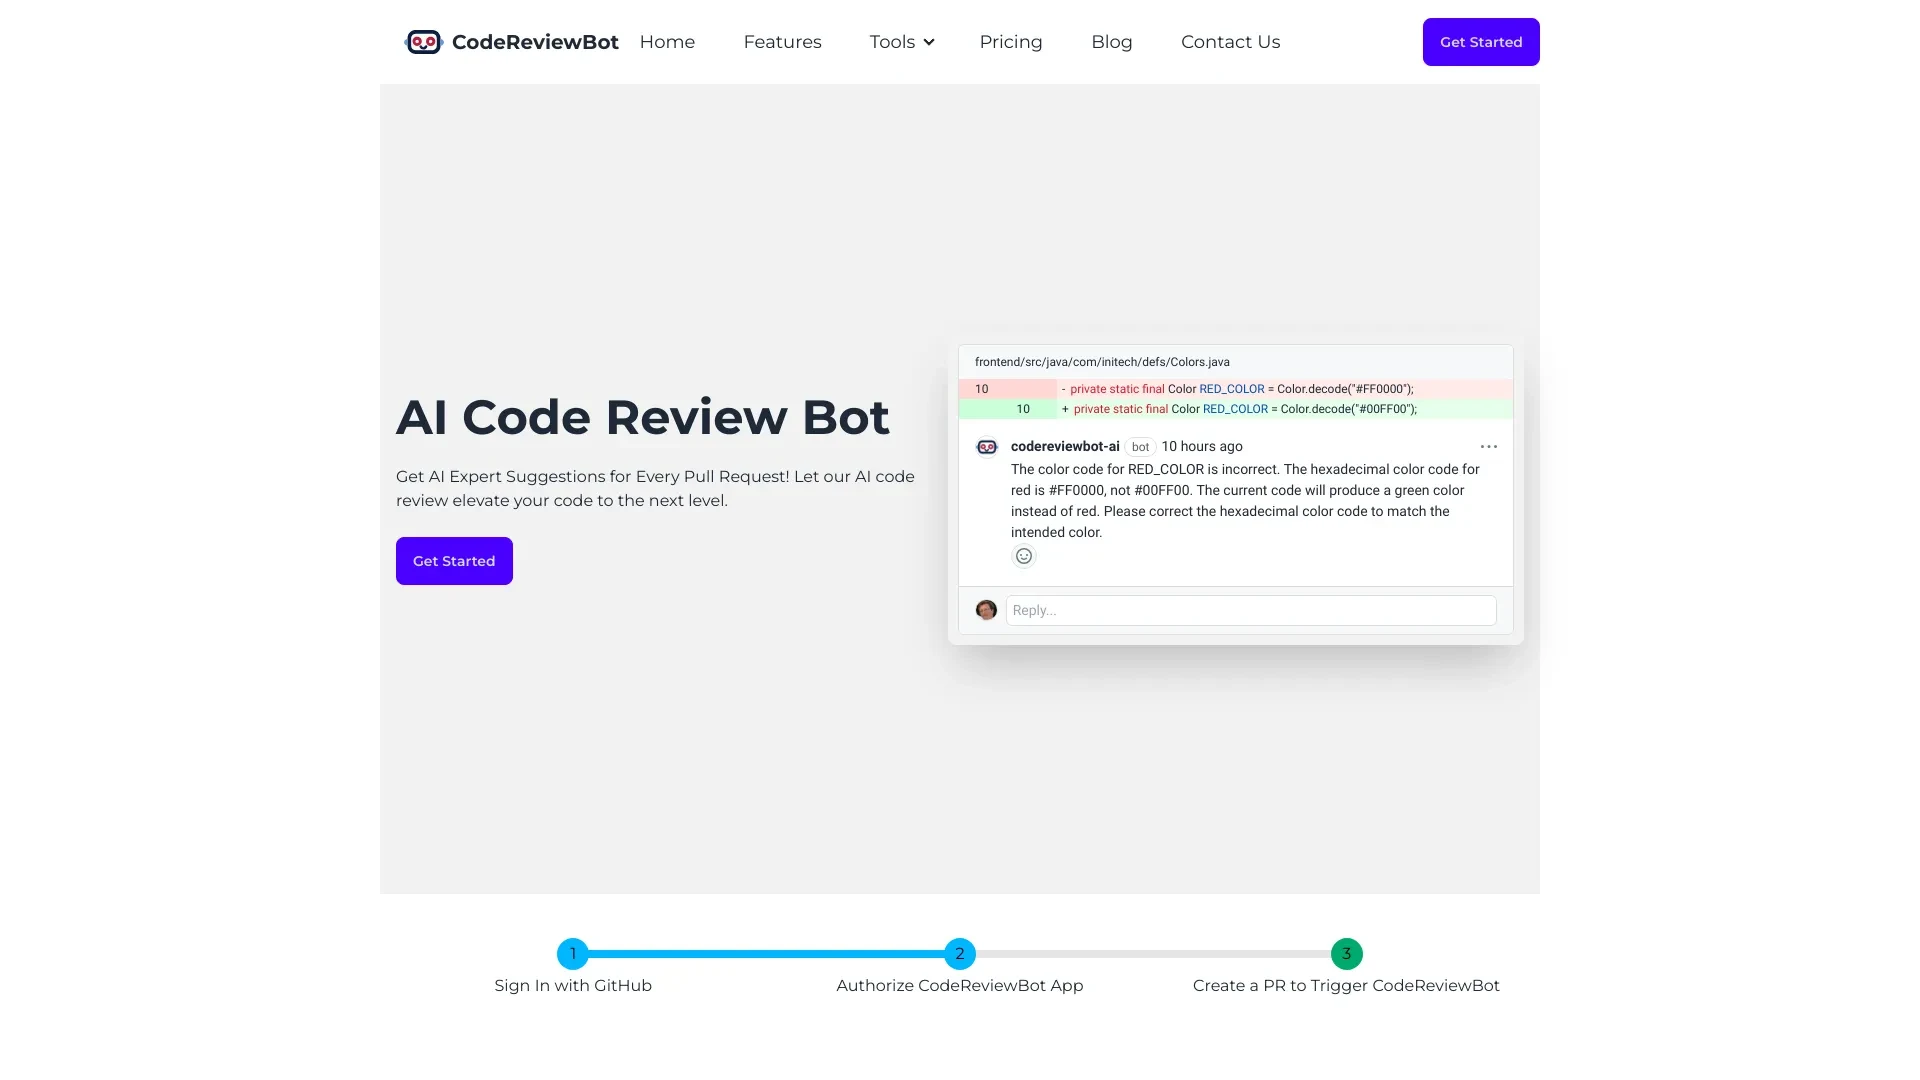 CodeReviewBot Home Features Tools Pricing Blog Contact Us Get Started
AI Code Review Bot
Get AI Expert Suggestions for Every Pull Request! Let our AI code
review elevate your code to the next level.
Get Started
frontend/src/java/com/initech/defs/Colors.java
10 - private static final Color RED_COLOR = Color.decode("#FF0000");
10 + private static final Color RED_COLOR = Color.decode("#00FF00");
codereviewbot-ai bot 10 hours ago
The color code for RED_COLOR is incorrect. The hexadecimal color code for
red is #FF0000, not #00FF00. The current code will produce a green color
instead of red. Please correct the hexadecimal color code to match the
intended color.
Reply...
1 2 3
Sign In with GitHub Authorize CodeReviewBot App Create a PR to Trigger CodeReviewBot